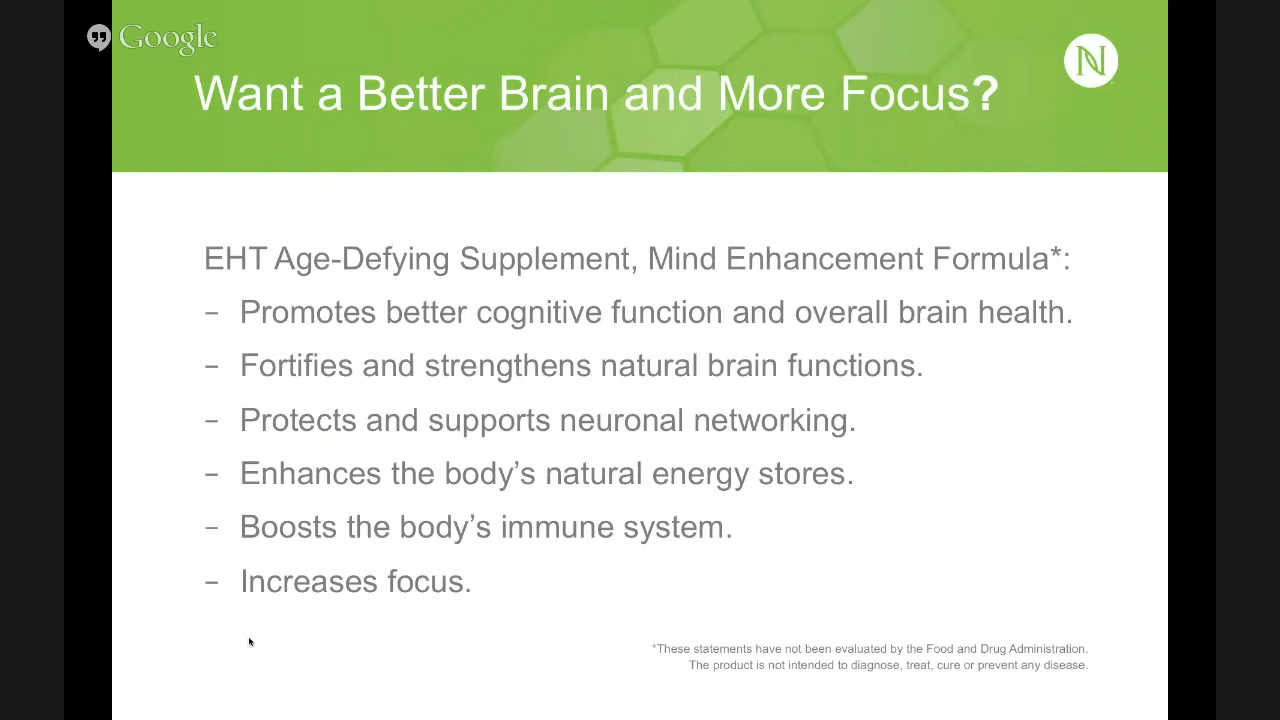 Google
N
Want a Better Brain and More Focus?
EHT Age-Defying Supplement, Mind Enhancement Formula*:
– Promotes better cognitive function and overall brain health.
– Fortifies and strengthens natural brain functions.
– Protects and supports neuronal networking.
– Enhances the body’s natural energy stores.
– Boosts the body’s immune system.
– Increases focus.
*These statements have not been evaluated by the Food and Drug Administration.
The product is not intended to diagnose, treat, cure or prevent any disease.